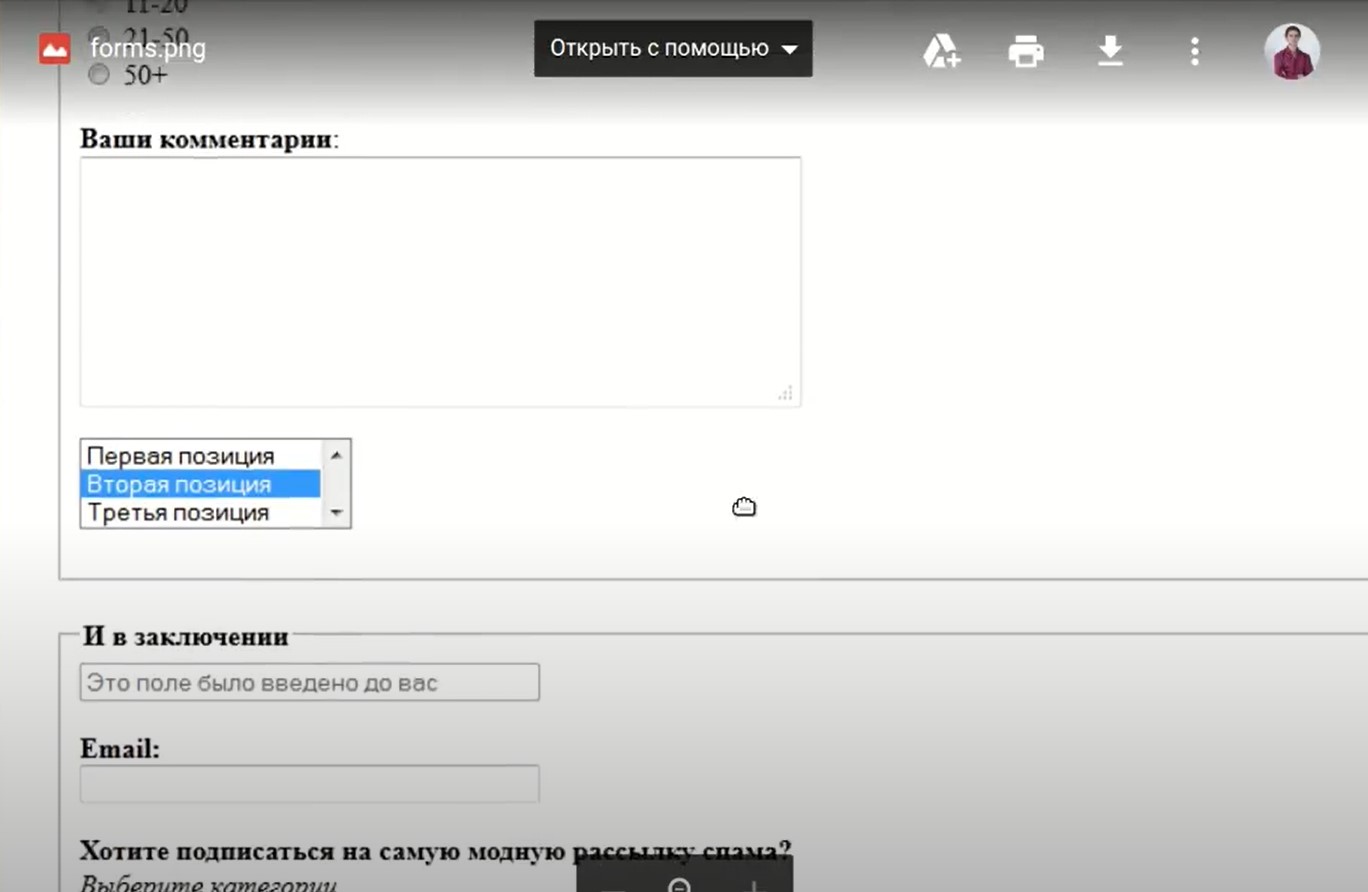 11-20
21-50
forms.png
Открыть с помощью
50+
Ваши комментарии:
Первая позиция
Вторая позиция
Третья позиция
И в заключении
Это поле было введено до вас
Email:
Хотите подписаться на самую модную рассылку спама?
Выберите категории